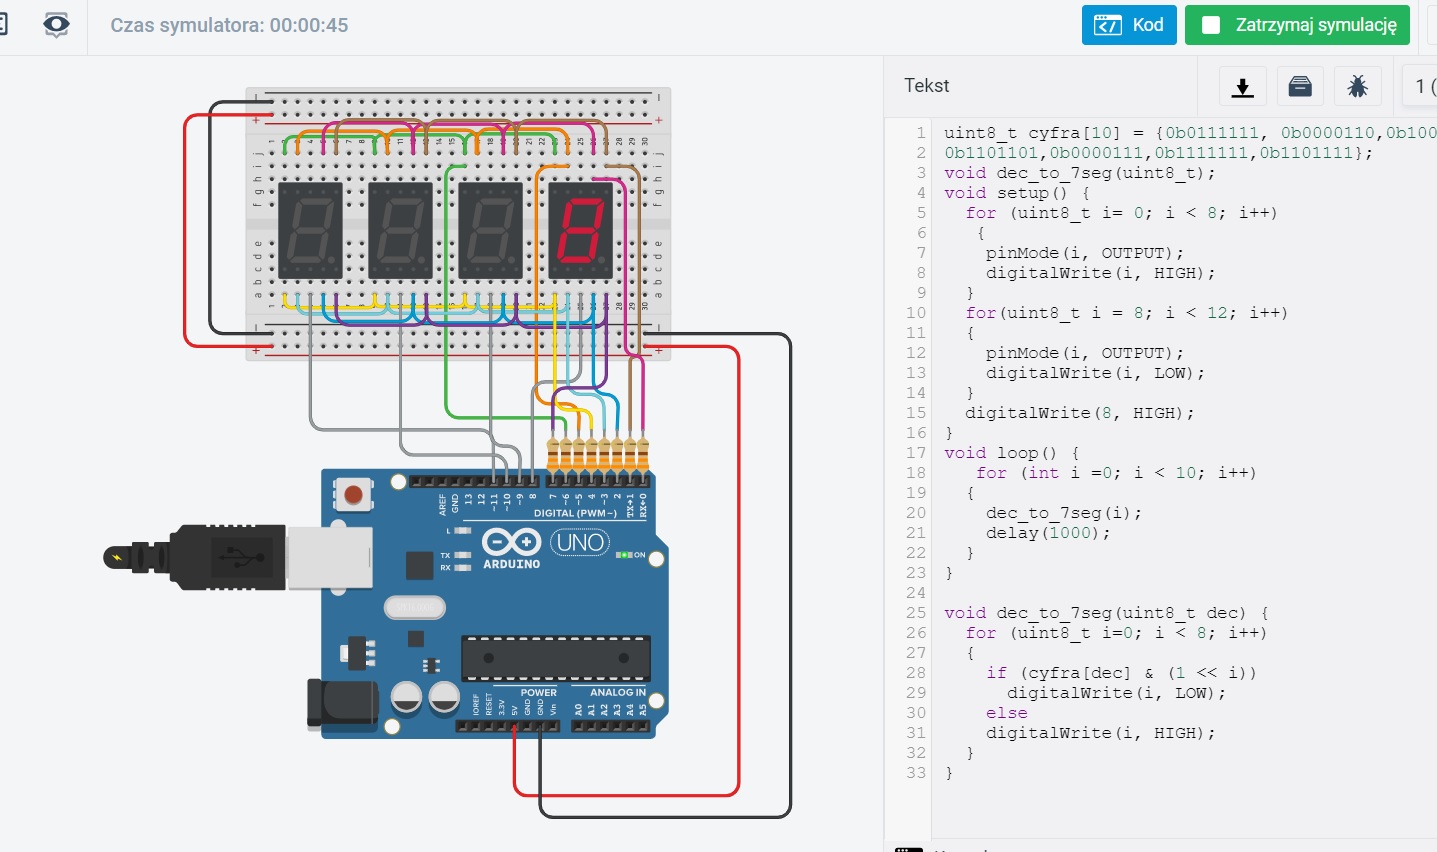 Czas symulatora: 00:00:45
Kod
Zatrzymaj symulację
Tekst
1 (
1 uint8_t cyfra[10] = {0b0111111, 0b0000110,0b100
2 0b1101101,0b0000111,0b1111111,0b1101111};
3 void dec_to_7seg(uint8_t);
4 void setup() {
5 for (uint8_t i= 0; i < 8; i++)
6 {
7 pinMode(i, OUTPUT);
8 digitalWrite(i, HIGH);
9 }
10 for(uint8_t i = 8; i < 12; i++)
11 {
12 pinMode(i, OUTPUT);
13 digitalWrite(i, LOW);
14 }
15 digitalWrite(8, HIGH);
16 }
17 void loop() {
18 for (int i =0; i < 10; i++)
19 {
20 dec_to_7seg(i);
21 delay(1000);
22 }
23 }
24
25 void dec_to_7seg(uint8_t dec) {
26 for (uint8_t i=0; i < 8; i++)
27 {
28 if (cyfra[dec] & (1 << i))
29 digitalWrite(i, LOW);
30 else
31 digitalWrite(i, HIGH);
32 }
33 }
AREF GND 13 12 ~11 ~10 ~9 8 7 ~6 ~5 4 ~3 2 TX→1 RX←0
DIGITAL (PWM~)
L
TX
RX
ARDUINO
UNO
ON
POWER
ANALOG IN
IOREF RESET 3.3V 5V GND GND Vin A0 A1 A2 A3 A4 A5